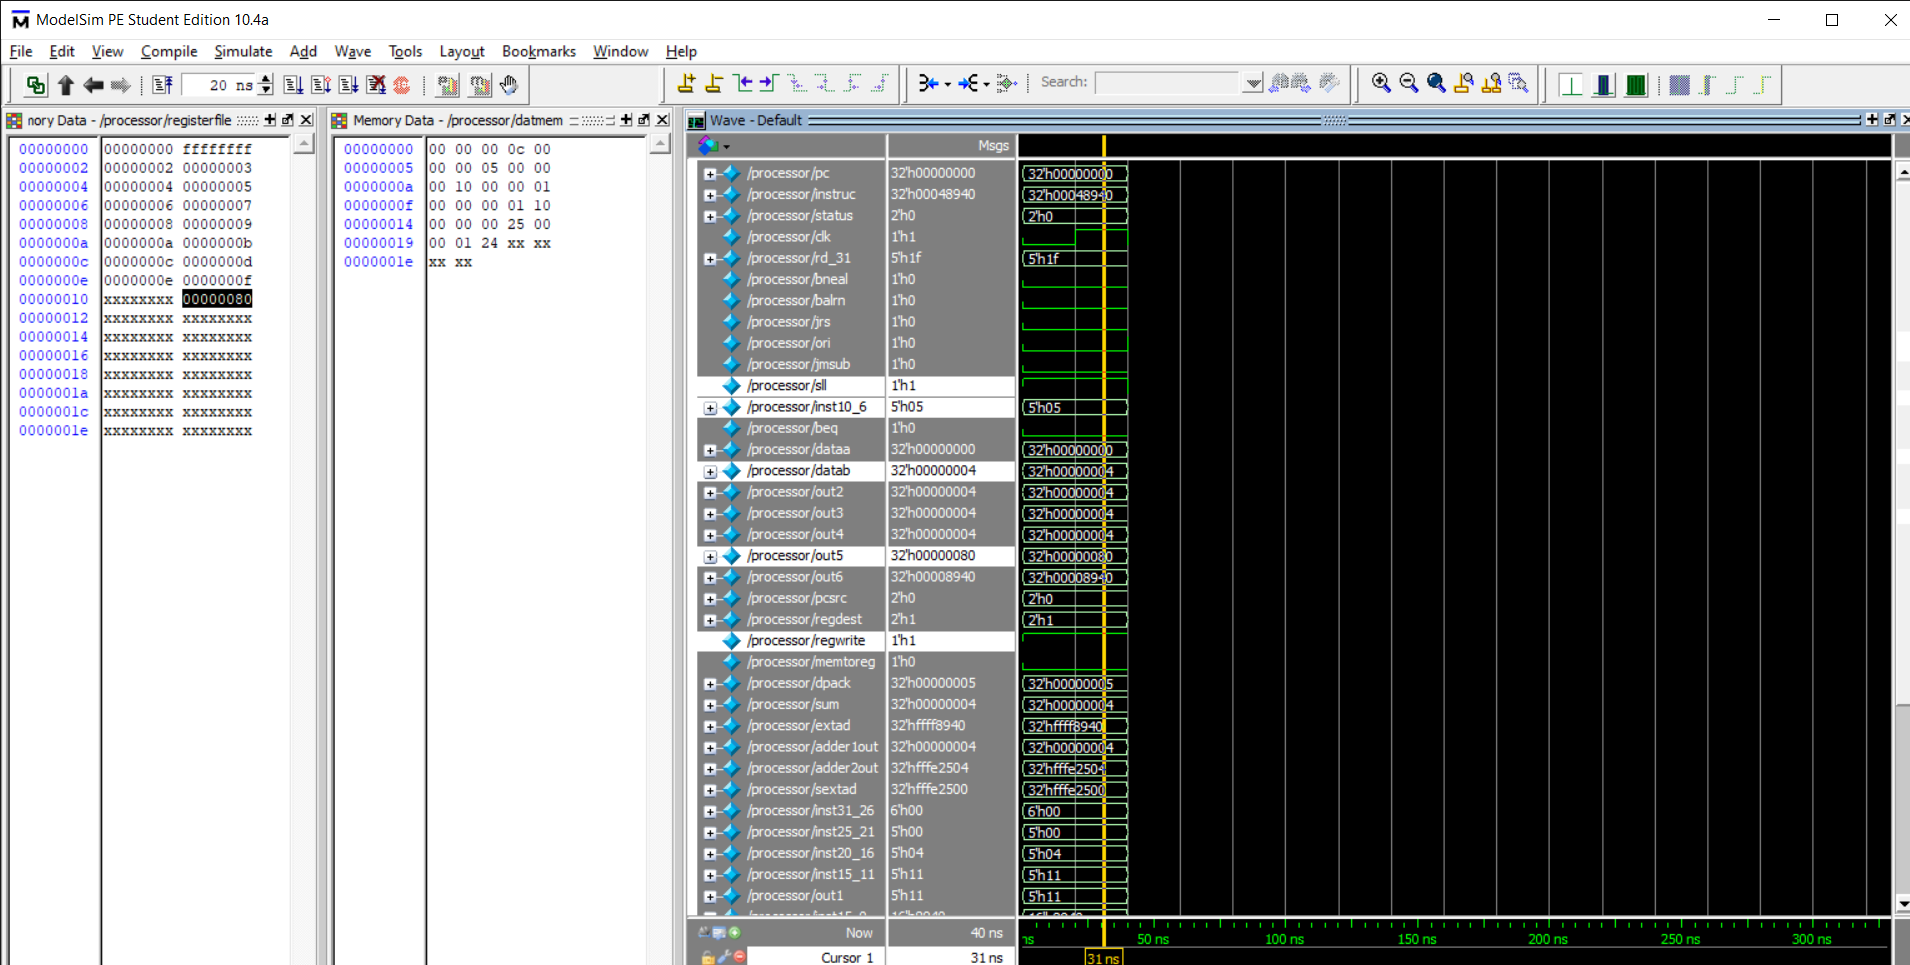 ModelSim PE Student Edition 10.4a
File Edit View Compile Simulate Add Wave Tools Layout Bookmarks Window Help
20 ns Search:
nory Data - /processor/registerfile
00000000 00000000 ffffffff
00000002 00000002 00000003
00000004 00000004 00000005
00000006 00000006 00000007
00000008 00000008 00000009
0000000a 0000000a 0000000b
0000000c 0000000c 0000000d
0000000e 0000000e 0000000f
00000010 xxxxxxxx 00000080
00000012 xxxxxxxx xxxxxxxx
00000014 xxxxxxxx xxxxxxxx
00000016 xxxxxxxx xxxxxxxx
00000018 xxxxxxxx xxxxxxxx
0000001a xxxxxxxx xxxxxxxx
0000001c xxxxxxxx xxxxxxxx
0000001e xxxxxxxx xxxxxxxx
Memory Data - /processor/datmem
00000000 00 00 00 0c 00
00000005 00 00 05 00 00
0000000a 00 10 00 00 01
0000000f 00 00 00 01 10
00000014 00 00 00 25 00
00000019 00 01 24 xx xx
0000001e xx xx
Wave - Default
Msgs
/processor/pc 32'h00000000 32'h00000000
/processor/instruc 32'h00048940 32'h00048940
/processor/status 2'h0 2'h0
/processor/clk 1'h1
/processor/rd_31 5'h1f 5'h1f
/processor/bneal 1'h0
/processor/balrn 1'h0
/processor/jrs 1'h0
/processor/ori 1'h0
/processor/jmsub 1'h0
/processor/sll 1'h1
/processor/inst10_6 5'h05 5'h05
/processor/beq 1'h0
/processor/dataa 32'h00000000 32'h00000000
/processor/datab 32'h00000004 32'h00000004
/processor/out2 32'h00000004 32'h00000004
/processor/out3 32'h00000004 32'h00000004
/processor/out4 32'h00000004 32'h00000004
/processor/out5 32'h00000080 32'h00000080
/processor/out6 32'h00008940 32'h00008940
/processor/pcsrc 2'h0 2'h0
/processor/regdest 2'h1 2'h1
/processor/regwrite 1'h1
/processor/memtoreg 1'h0
/processor/dpack 32'h00000005 32'h00000005
/processor/sum 32'h00000004 32'h00000004
/processor/extad 32'hffff8940 32'hffff8940
/processor/adder1out 32'h00000004 32'h00000004
/processor/adder2out 32'hfffe2504 32'hfffe2504
/processor/sextad 32'hfffe2500 32'hfffe2500
/processor/inst31_26 6'h00 6'h00
/processor/inst25_21 5'h00 5'h00
/processor/inst20_16 5'h04 5'h04
/processor/inst15_11 5'h11 5'h11
/processor/out1 5'h11 5'h11
Now 40 ns ns 50 ns 100 ns 150 ns 200 ns 250 ns 300 ns
Cursor 1 31 ns 31 ns